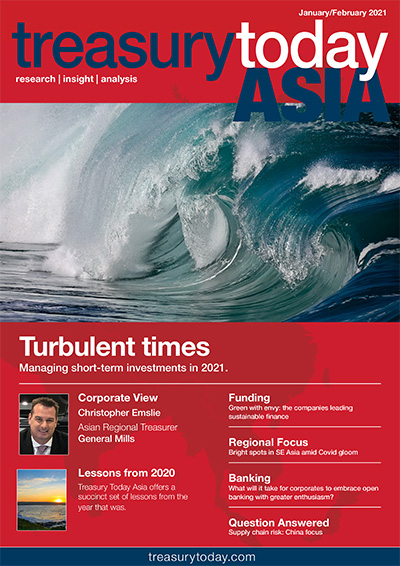 January/February 2021
treasurytoday
research | insight | analysis
ASIA
Turbulent times
Managing short-term investments in 2021.
Corporate View
Christopher Emslie
Asian Regional Treasurer
General Mills
Lessons from 2020
Treasury Today Asia offers a
succinct set of lessons from the
year that was.
Funding
Green with envy: the companies leading
sustainable finance
Regional Focus
Bright spots in SE Asia amid Covid gloom
Banking
What will it take for corporates to embrace open
banking with greater enthusiasm?
Question Answered
Supply chain risk: China focus
treasurytoday.com